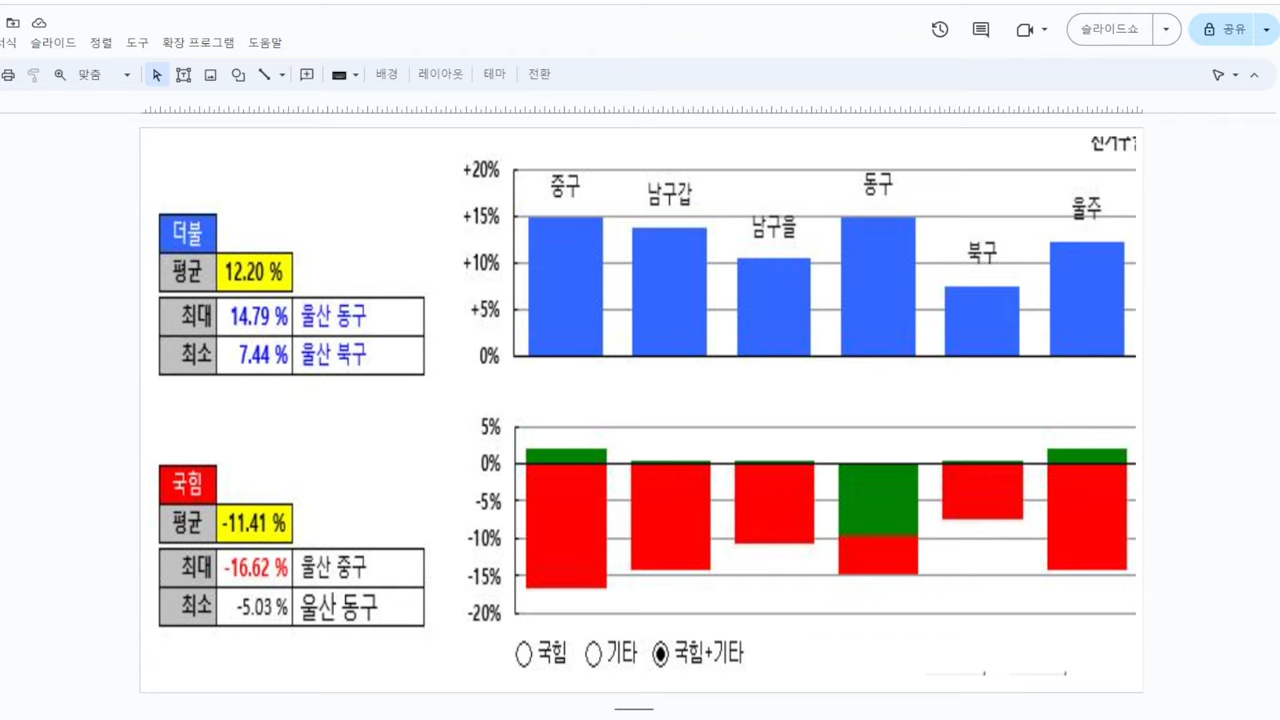 서식 슬라이드 정렬 도구 확장 프로그램 도움말
슬라이드쇼
공유
맞춤
배경 레이아웃 테마 전환
더불
평균 12.20 %
최대 14.79 % 울산 동구
최소 7.44 % 울산 북구
+20%
+15%
+10%
+5%
0%
중구
남구갑
남구을
동구
북구
울주
국힘
평균 -11.41 %
최대 -16.62 % 울산 중구
최소 -5.03 % 울산 동구
5%
0%
-5%
-10%
-15%
-20%
국힘 기타 국힘+기타